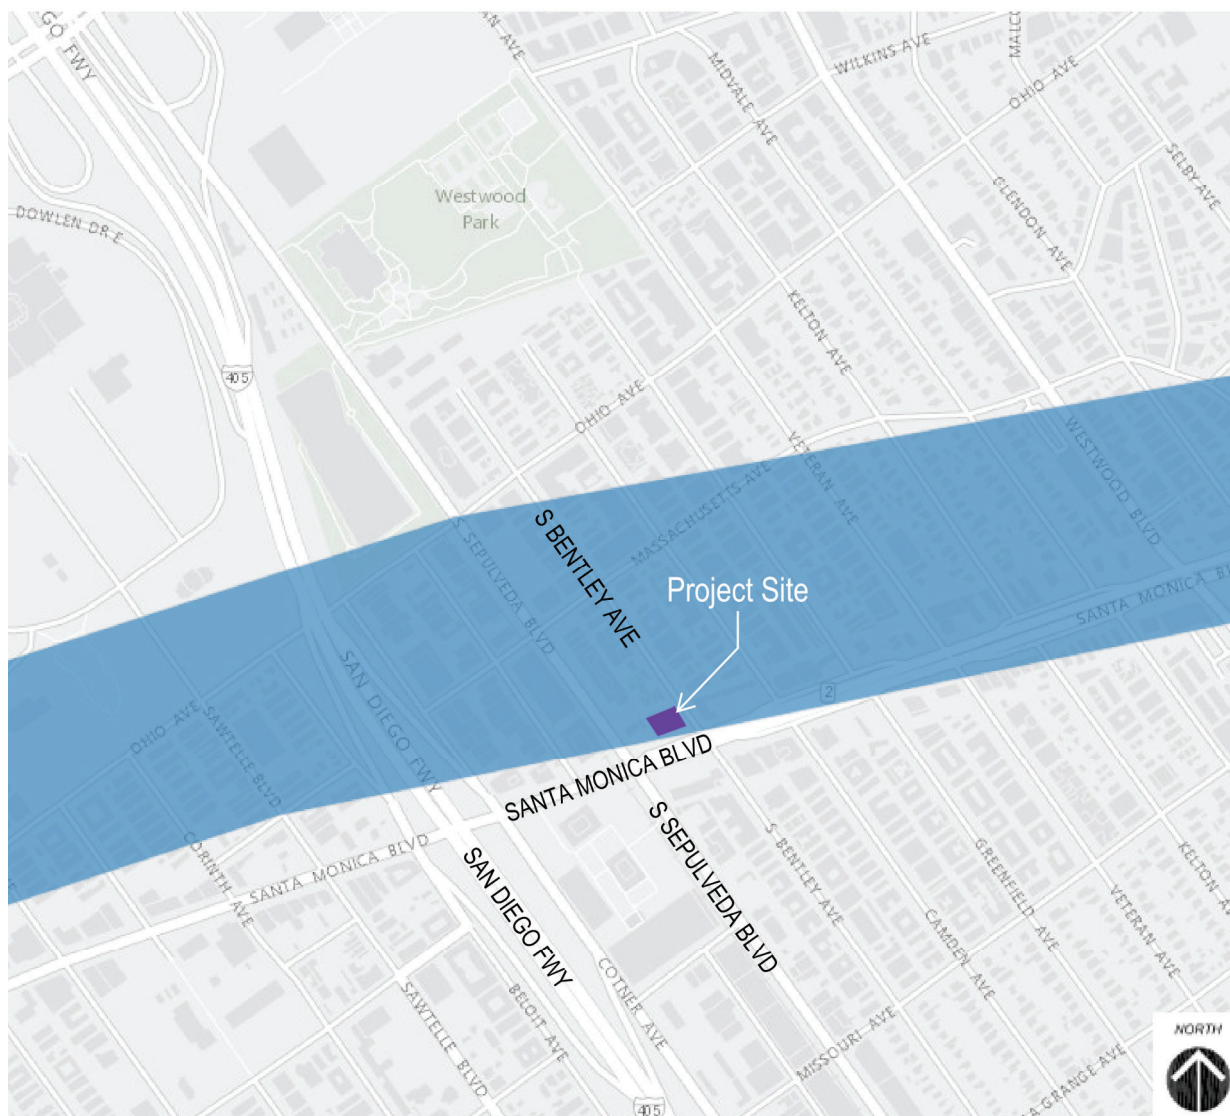 GO FWY
AN AVE
WILKINS AVE
MALCO
MIDVALE AVE
OHIO AVE
SELBY AVE
GLENDON AVE
DOWLEN DR E
Westwood
Park
KELTON AVE
405
OHIO AVE
WESTWOOD BLVD
VETERAN AVE
MASSACHUSETTS AVE
S SEPULVEDA BLVD
S BENTLEY AVE
Project Site
SANTA MONICA BL
SAN DIEGO FWY
2
OHIO AVE
SAWTELLE BLVD
SANTA MONICA BLVD
S SEPULVEDA BLVD
SANTA MONICA BLVD
CORINTH AVE
SAN DIEGO FWY
S BENTLEY AVE
GREENFIELD AVE
KELTON A
CAMDEN AVE
VETERAN AVE
COTNER AVE
BELOIT AVE
SAWTELLE BLVD
MISSOURI AVE
A GRANGE AVE
405
NORTH